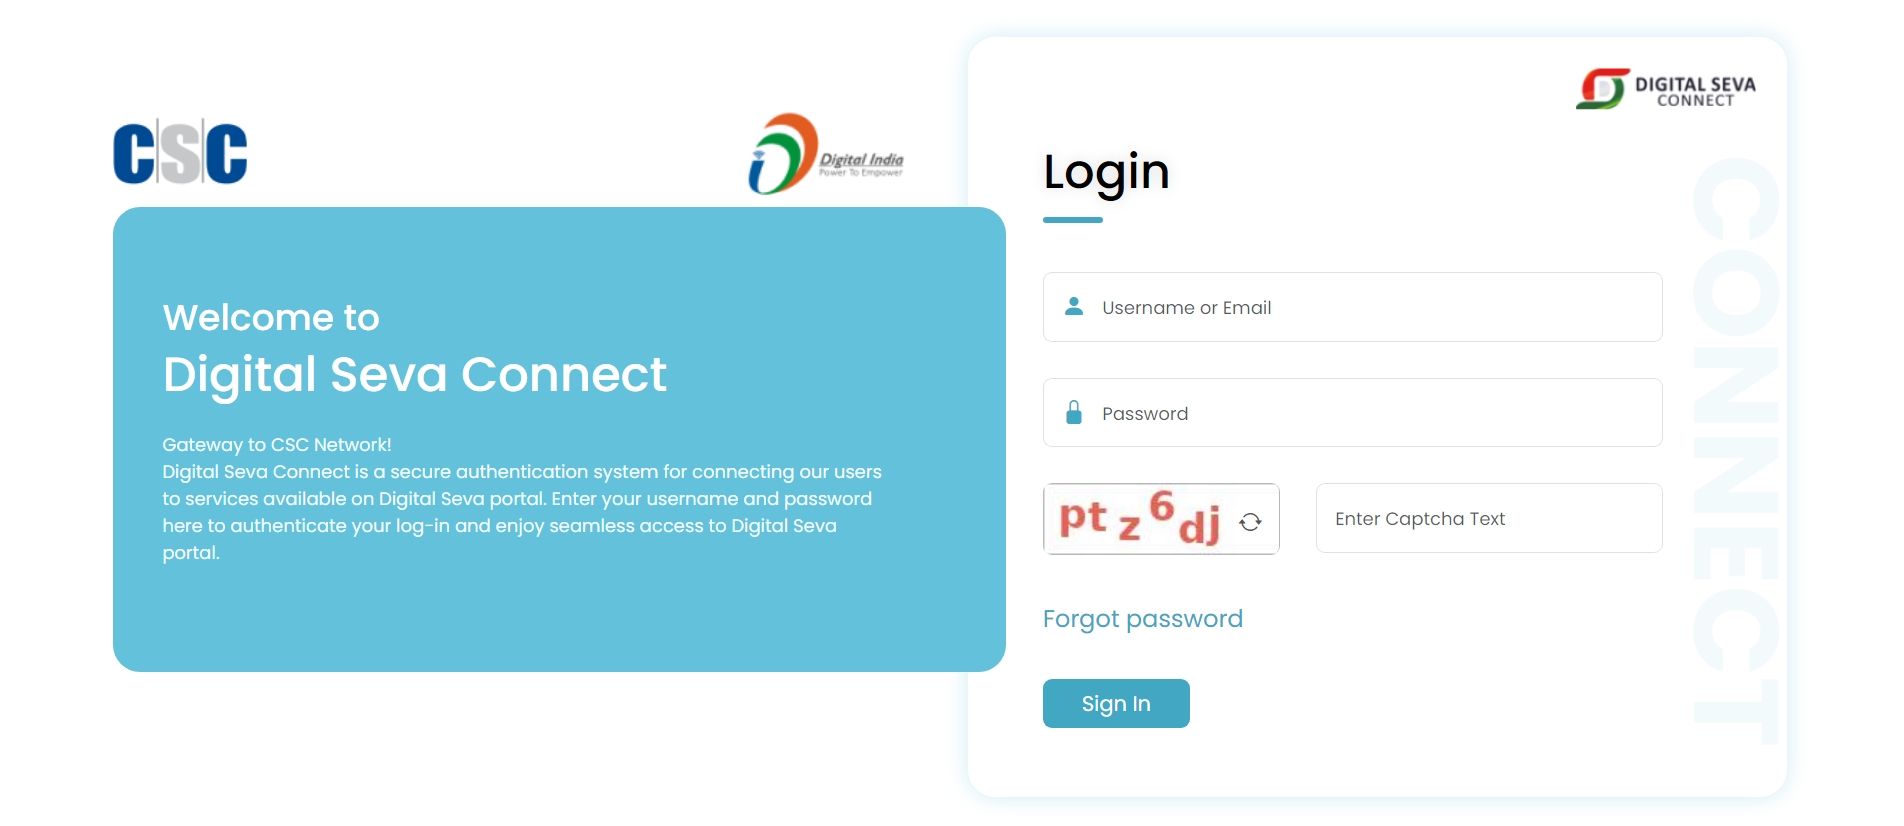 CSC
Digital India
Power To Empower
Welcome to
Digital Seva Connect
Gateway to CSC Network!
Digital Seva Connect is a secure authentication system for connecting our users
to services available on Digital Seva portal. Enter your username and password
here to authenticate your log-in and enjoy seamless access to Digital Seva
portal.
DIGITAL SEVA
CONNECT
Login
Username or Email
Password
ptz6dj
Enter Captcha Text
Forgot password
Sign In
CONNECT